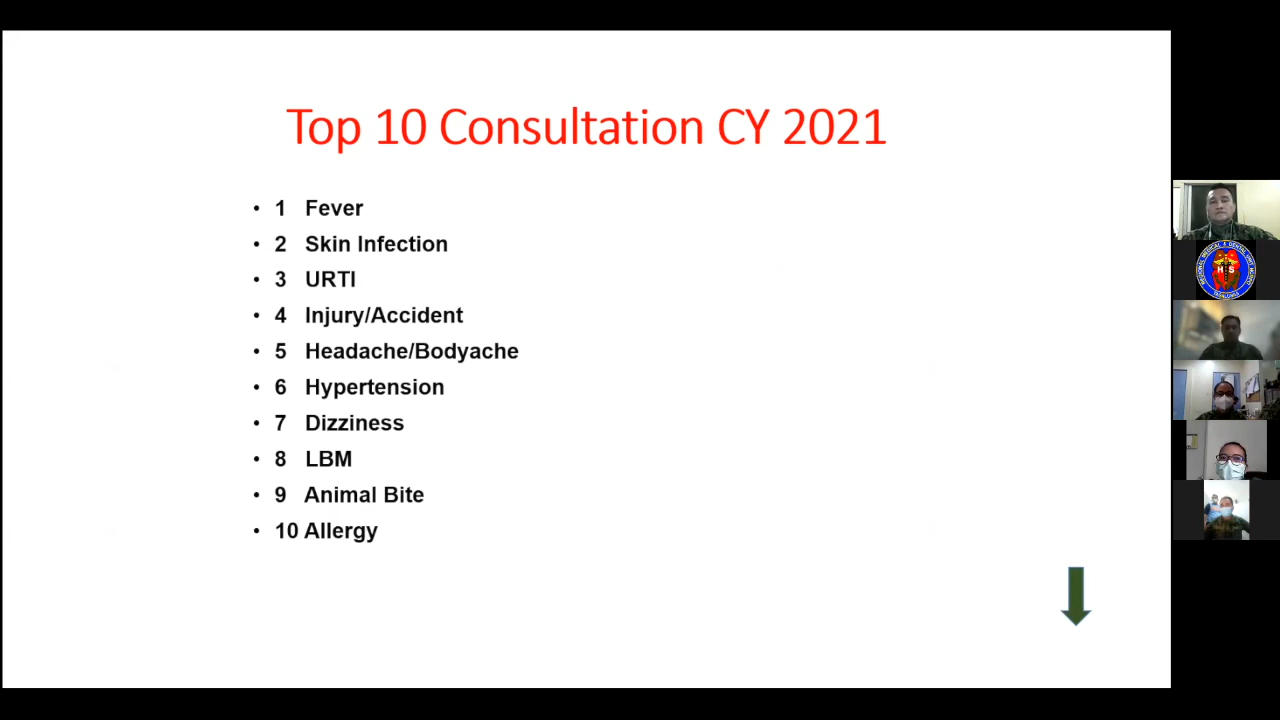 Top 10 Consultation CY 2021
• 1 Fever
• 2 Skin Infection
• 3 URTI
• 4 Injury/Accident
• 5 Headache/Bodyache
• 6 Hypertension
• 7 Dizziness
• 8 LBM
• 9 Animal Bite
• 10 Allergy